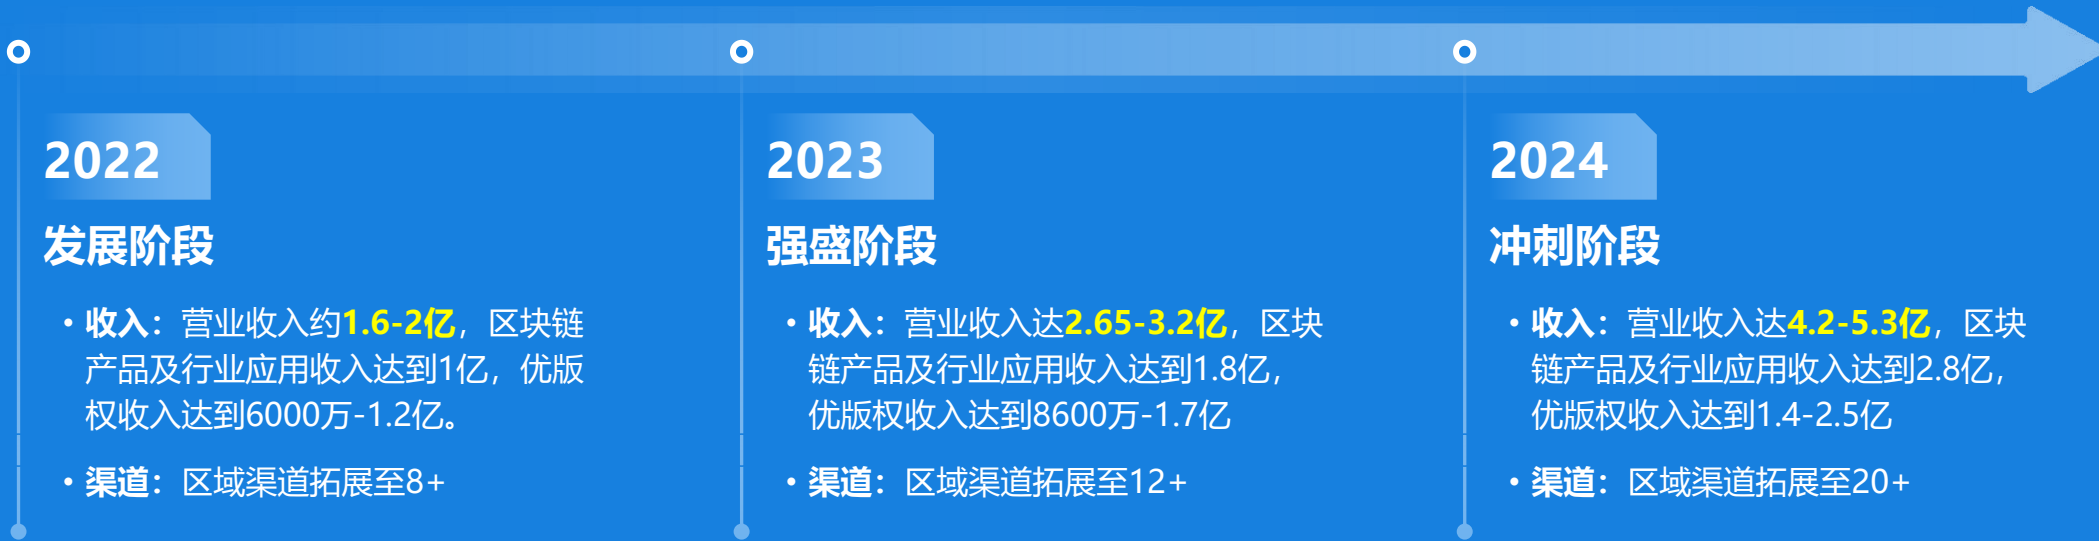 2022
发展阶段
• 收入：营业收入约1.6-2亿，区块链
产品及行业应用收入达到1亿，优版
权收入达到6000万-1.2亿。
• 渠道：区域渠道拓展至8+
2023
强盛阶段
• 收入：营业收入达2.65-3.2亿，区块
链产品及行业应用收入达到1.8亿，
优版权收入达到8600万-1.7亿
• 渠道：区域渠道拓展至12+
2024
冲刺阶段
• 收入：营业收入达4.2-5.3亿，区块
链产品及行业应用收入达到2.8亿，
优版权收入达到1.4-2.5亿
• 渠道：区域渠道拓展至20+